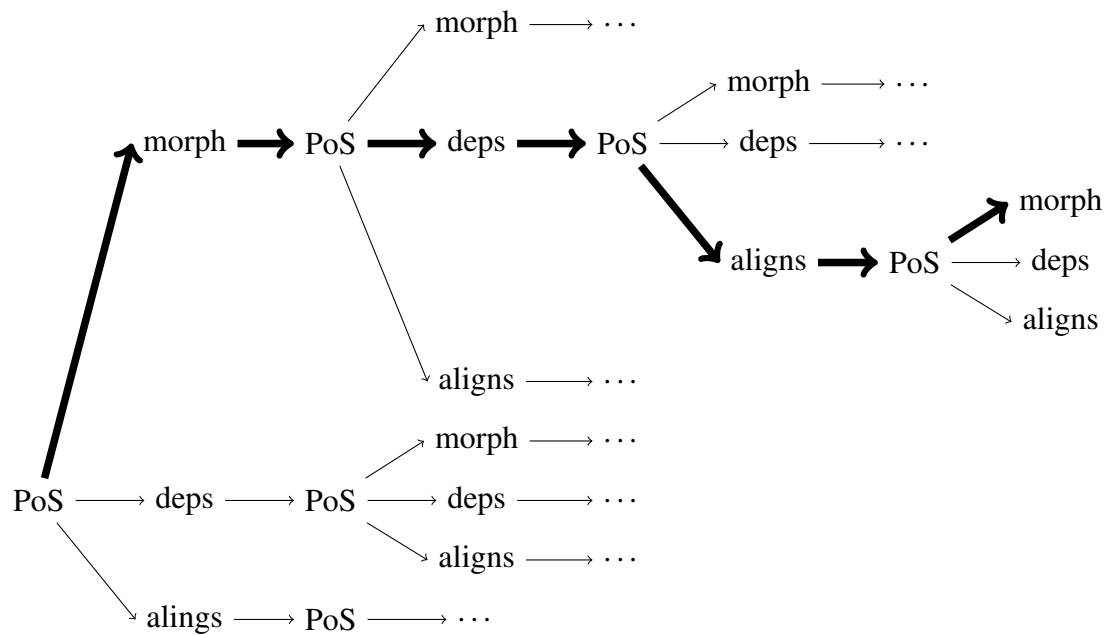 morph ···
morph ···
morph PoS deps PoS deps ···
morph
aligns PoS deps
aligns
aligns ···
morph ···
PoS deps PoS deps ···
aligns ···
alings PoS ···